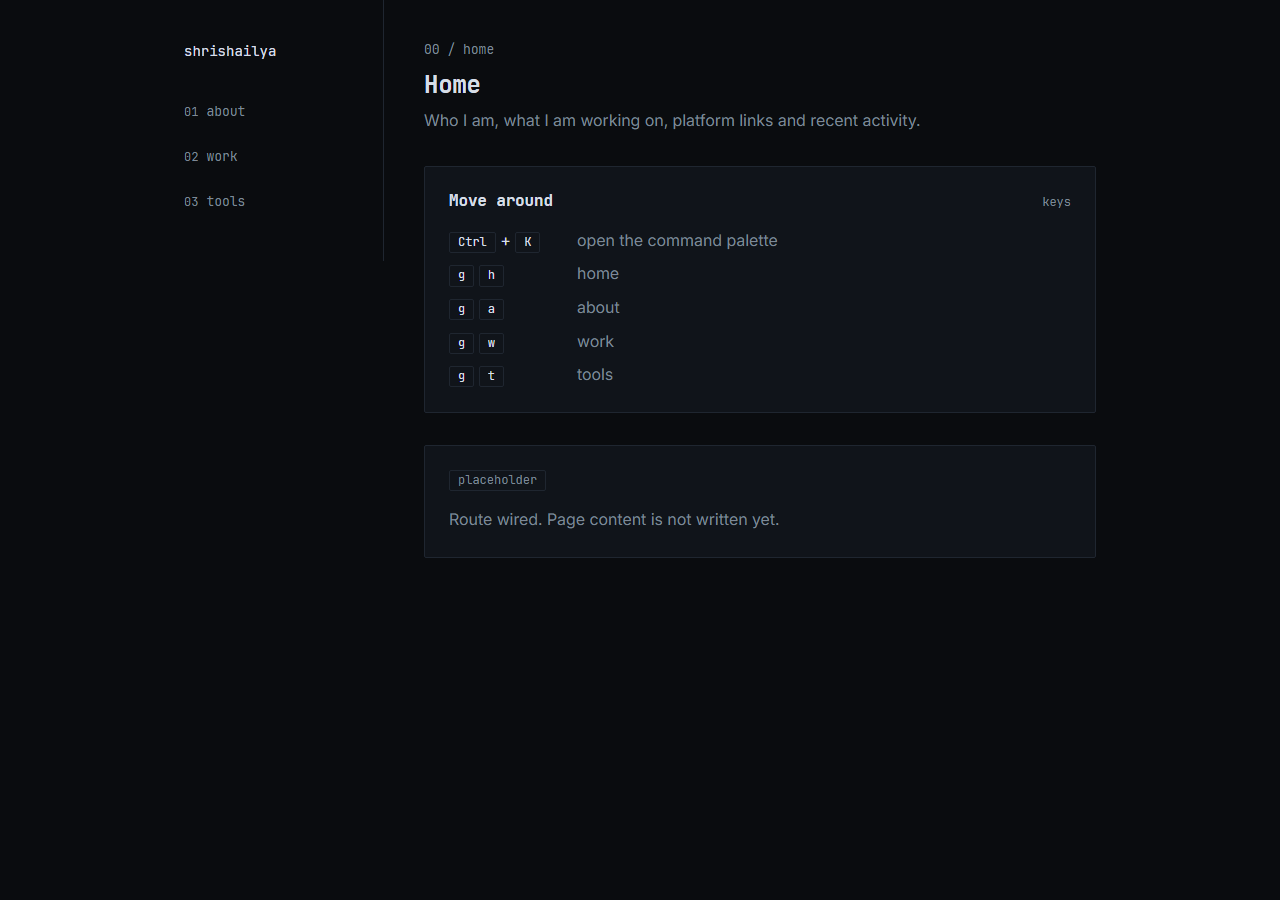 shrishailya
01 about
02 work
03 tools
00 / home
Home
Who I am, what I am working on, platform links and recent activity.
Move around keys
Ctrl + K open the command palette
g h home
g a about
g w work
g t tools
placeholder
Route wired. Page content is not written yet.